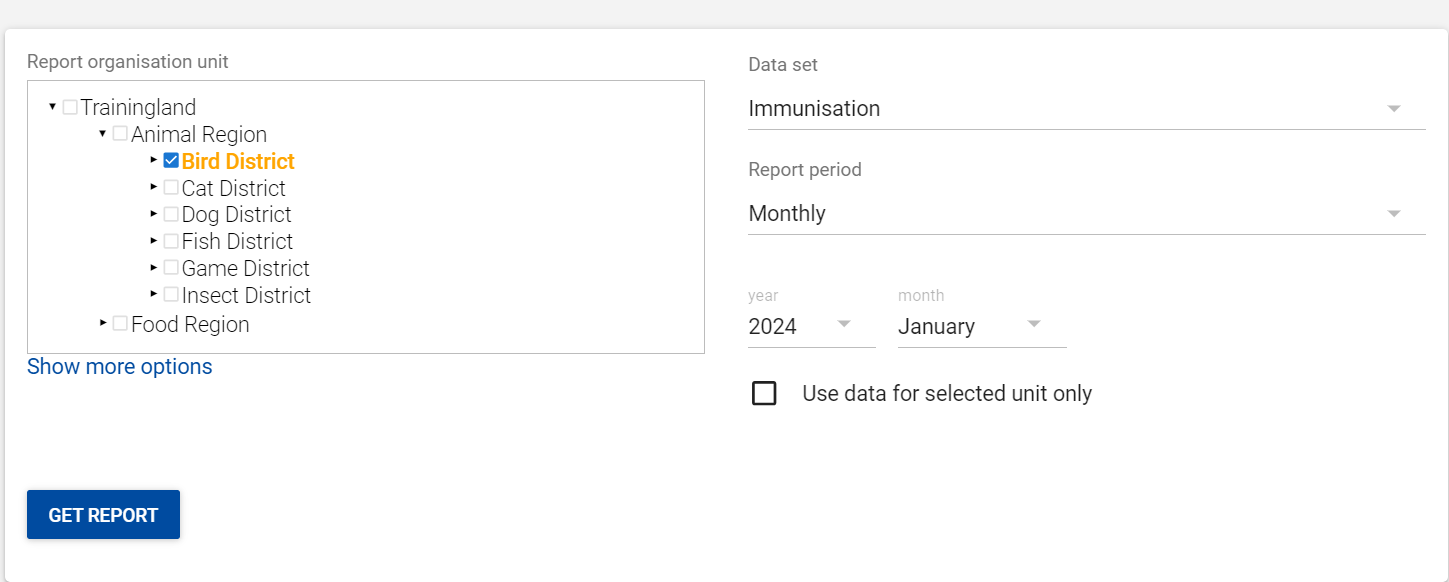 Report organisation unit
Trainingland
Animal Region
Bird District
Cat District
Dog District
Fish District
Game District
Insect District
Food Region
Show more options
Data set
Immunisation
Report period
Monthly
year month
2024 January
Use data for selected unit only
GET REPORT